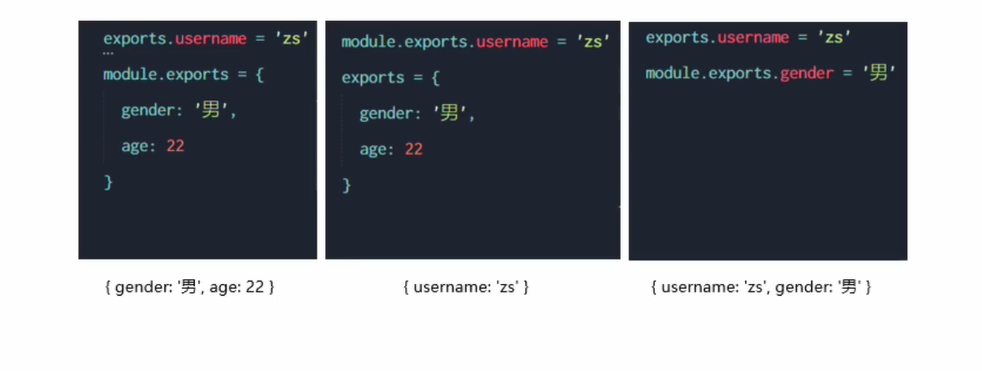 exports.username = 'zs'
module.exports = {
gender: '男',
age: 22
}
module.exports.username = 'zs'
exports = {
gender: '男',
age: 22
}
exports.username = 'zs'
module.exports.gender = '男'
{ gender: '男', age: 22 }
{ username: 'zs' }
{ username: 'zs', gender: '男' }